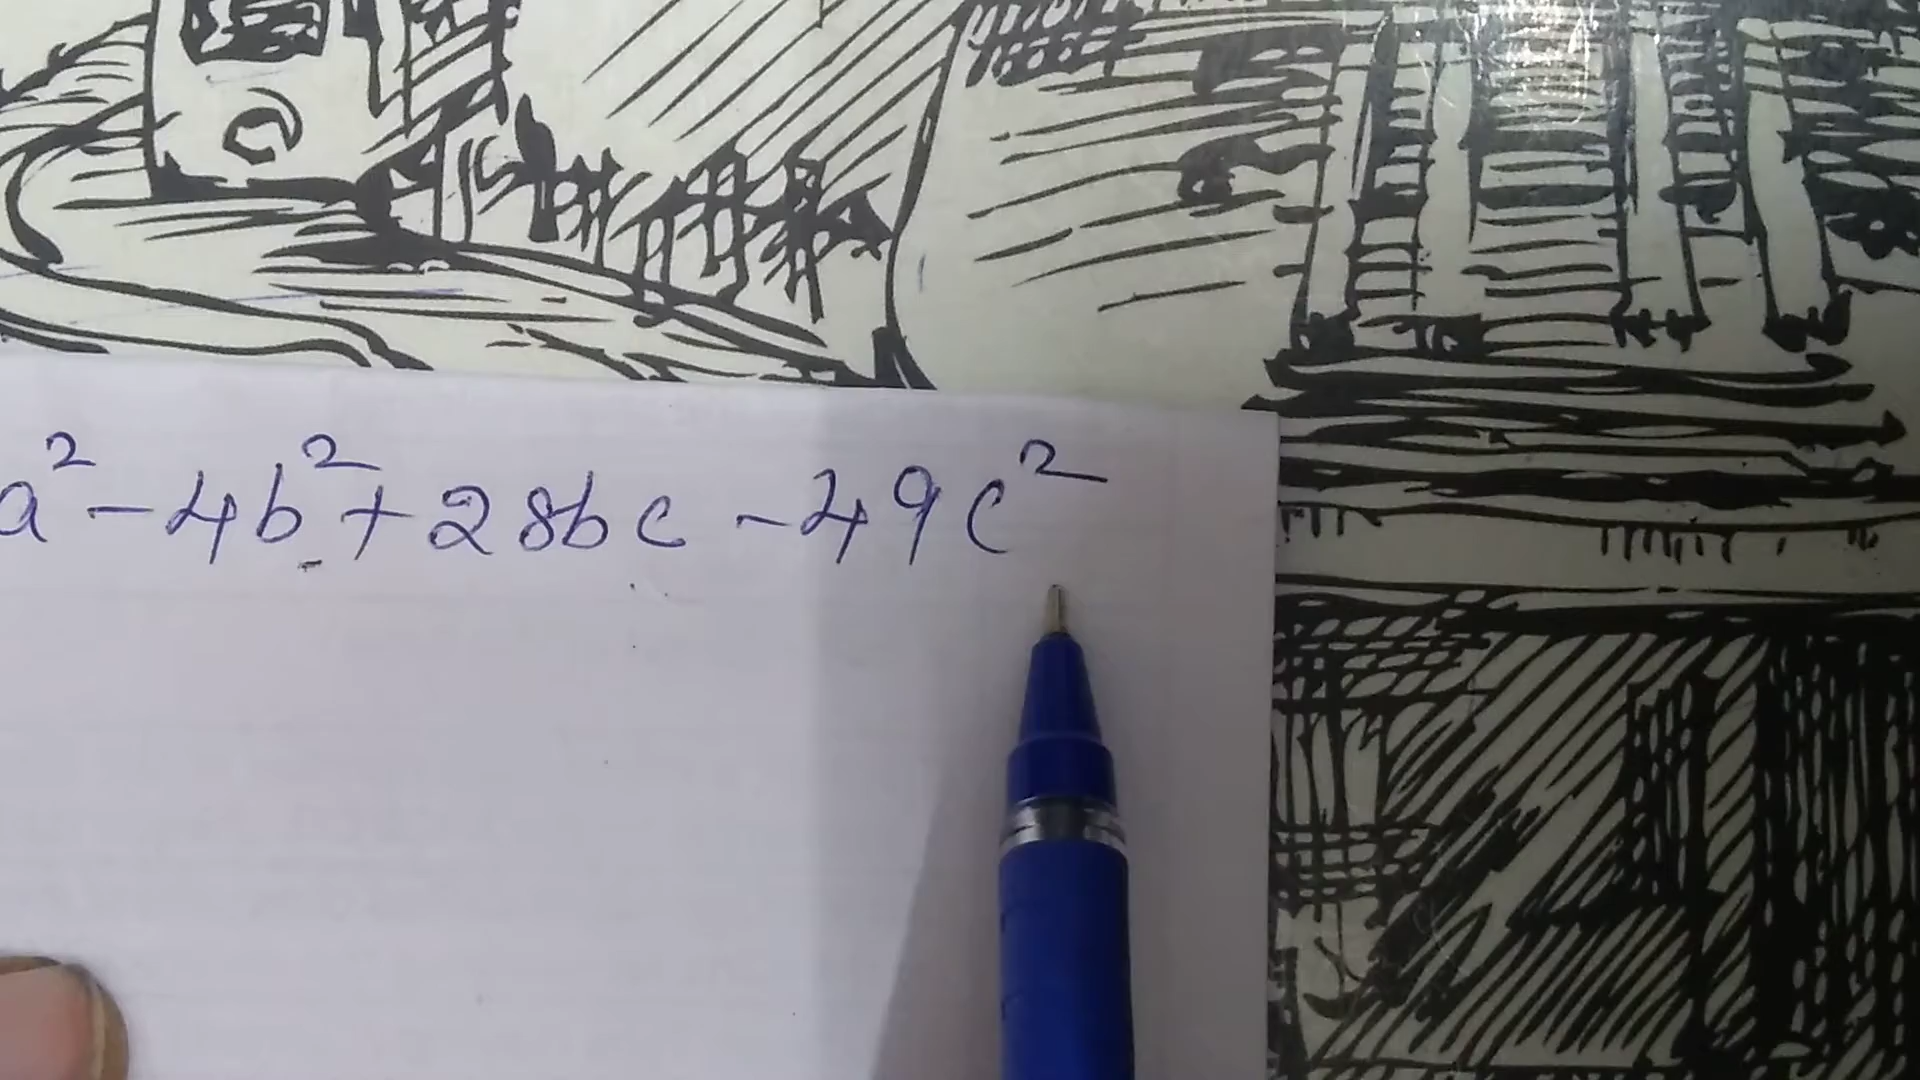 a² - 4b² + 28bc - 49c²